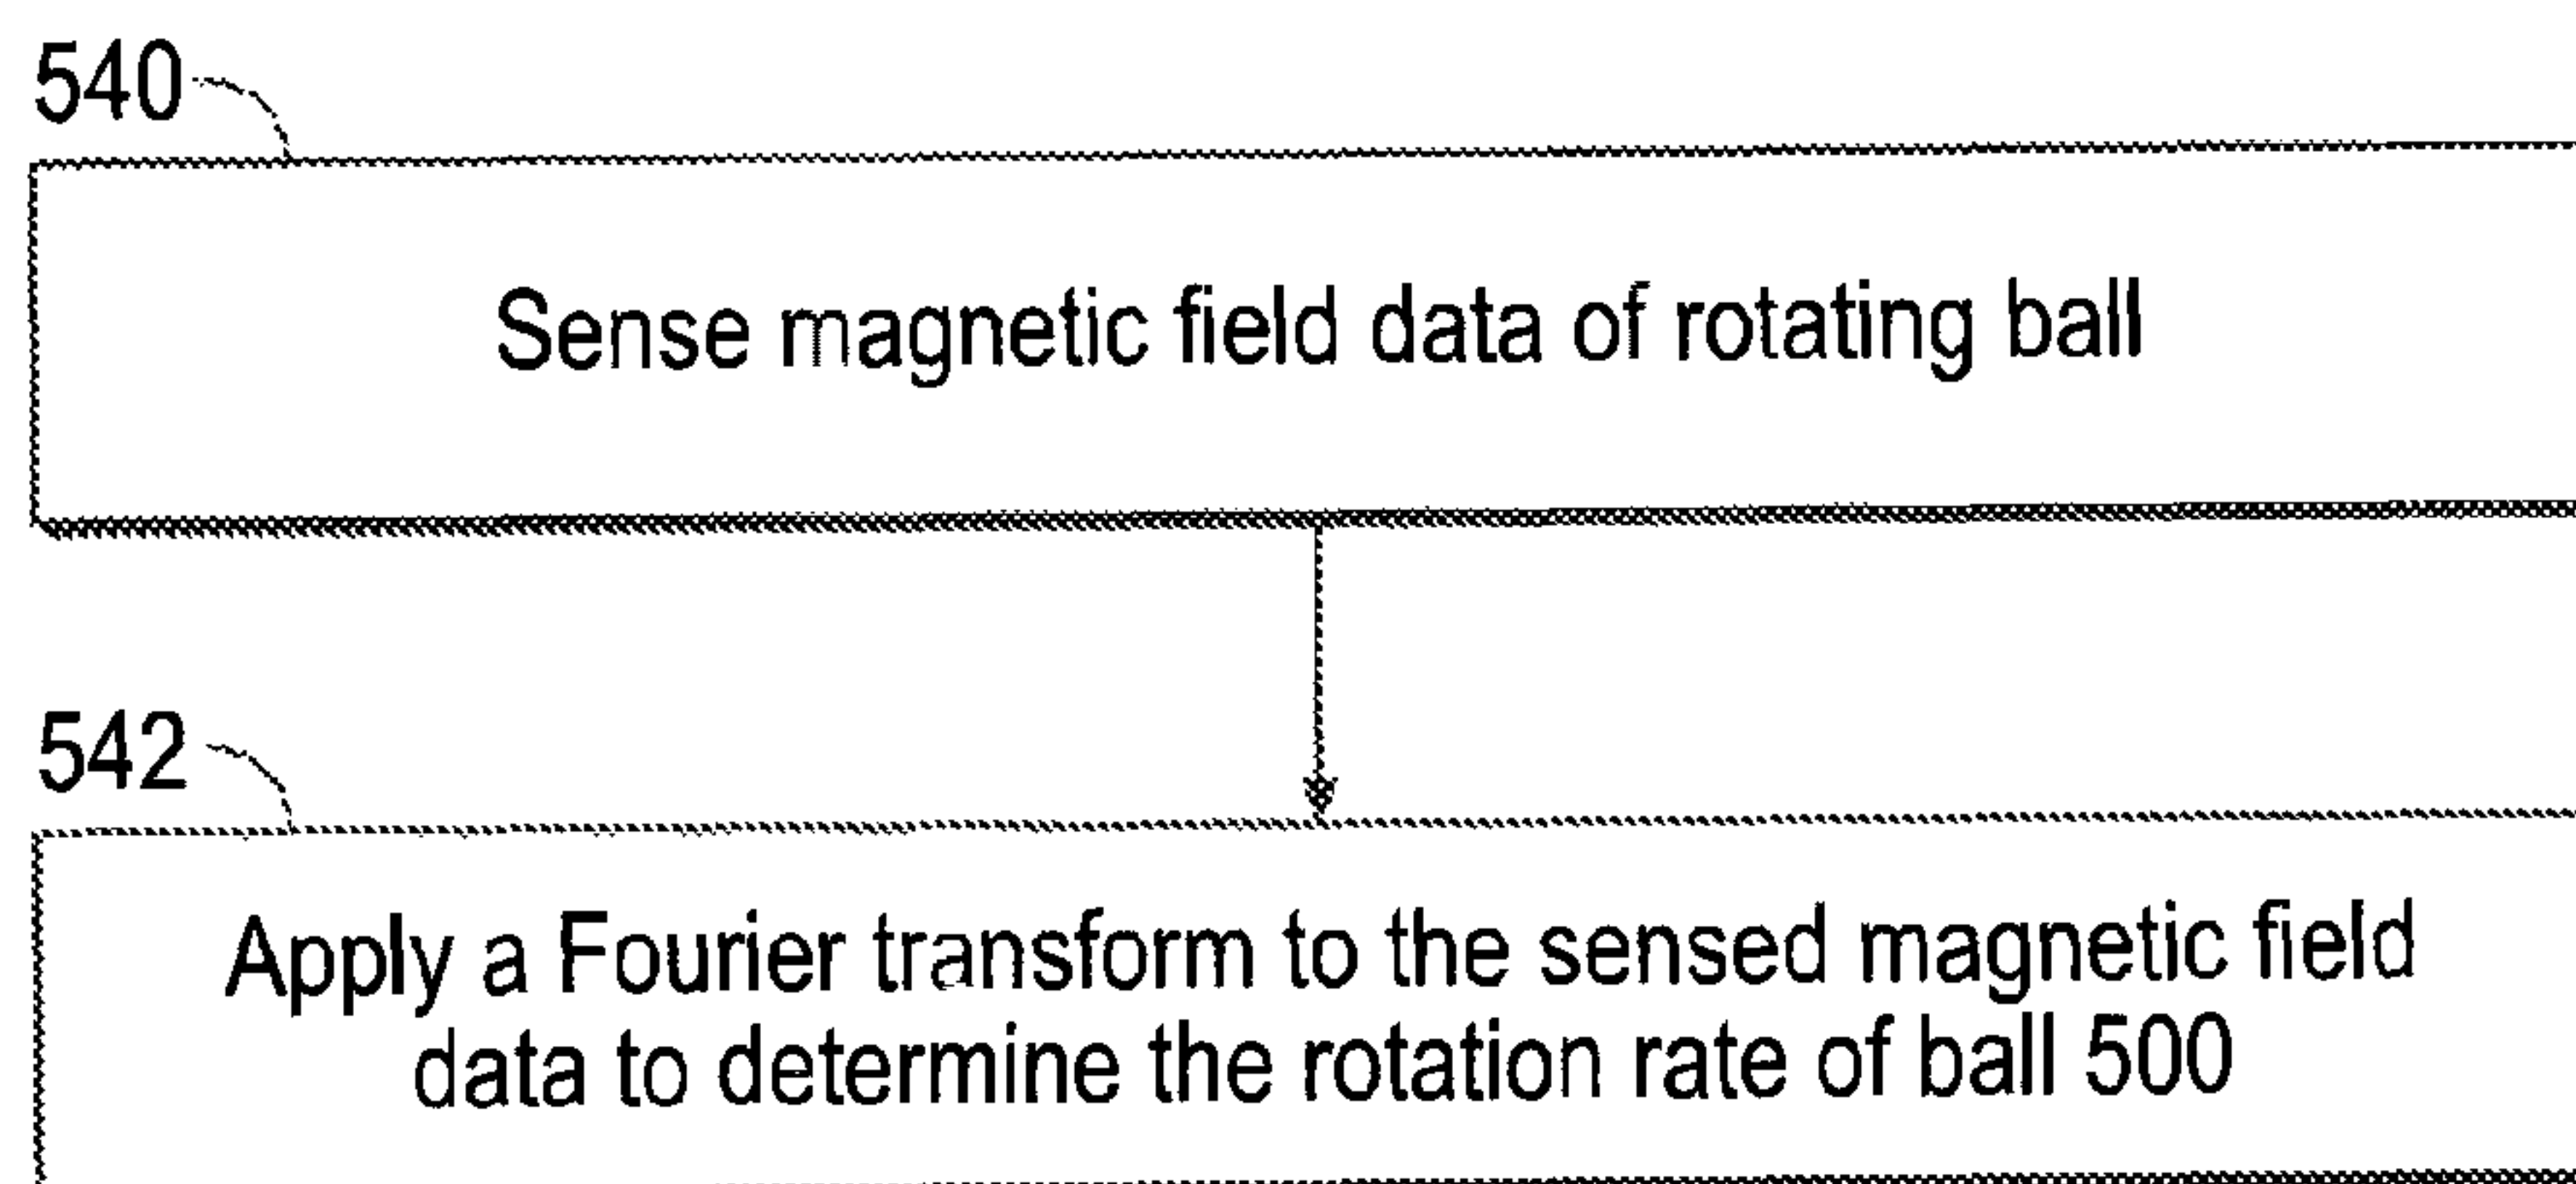 540
Sense magnetic field data of rotating ball
542
Apply a Fourier transform to the sensed magnetic field
data to determine the rotation rate of ball 500